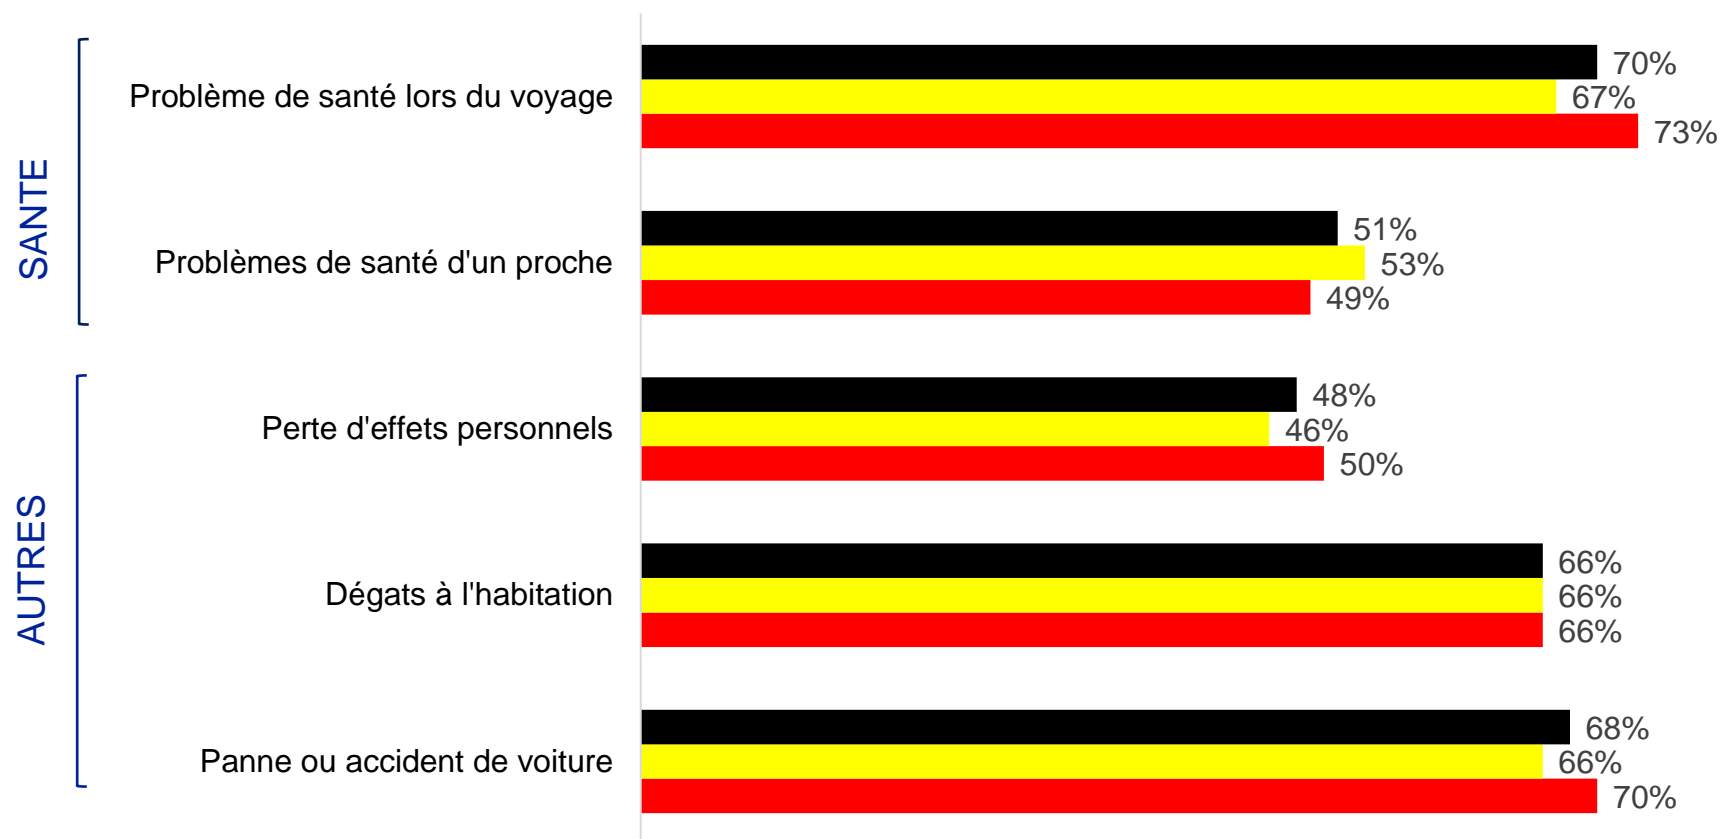 SANTE
Problème de santé lors du voyage
70%
67%
73%
Problèmes de santé d'un proche
51%
53%
49%
AUTRES
Perte d'effets personnels
48%
46%
50%
Dégats à l'habitation
66%
66%
66%
Panne ou accident de voiture
68%
66%
70%